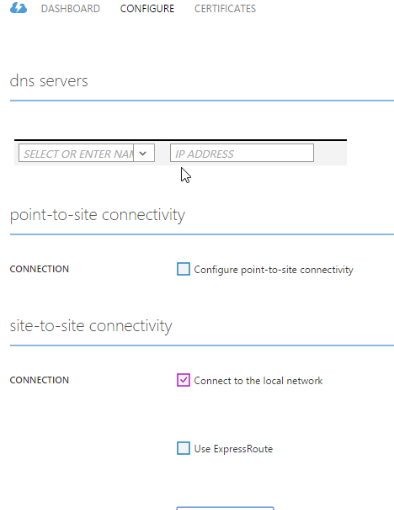 DASHBOARD CONFIGURE CERTIFICATES
dns servers
SELECT OR ENTER NAM IP ADDRESS
point-to-site connectivity
CONNECTION Configure point-to-site connectivity
site-to-site connectivity
CONNECTION Connect to the local network
Use ExpressRoute